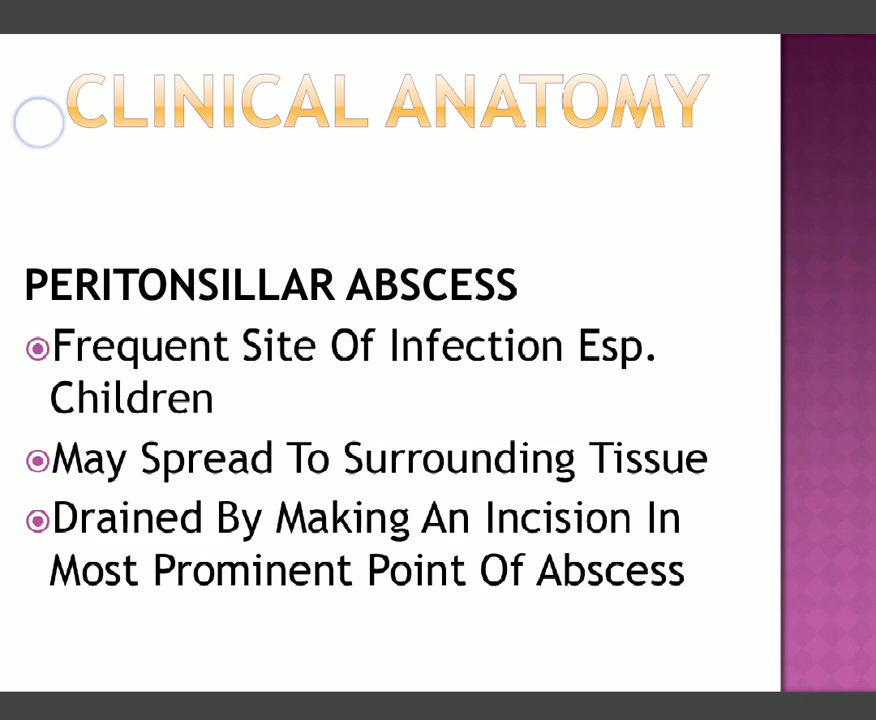 CLINICAL ANATOMY
PERITONSILLAR ABSCESS
Frequent Site Of Infection Esp.
Children
May Spread To Surrounding Tissue
Drained By Making An Incision In
Most Prominent Point Of Abscess